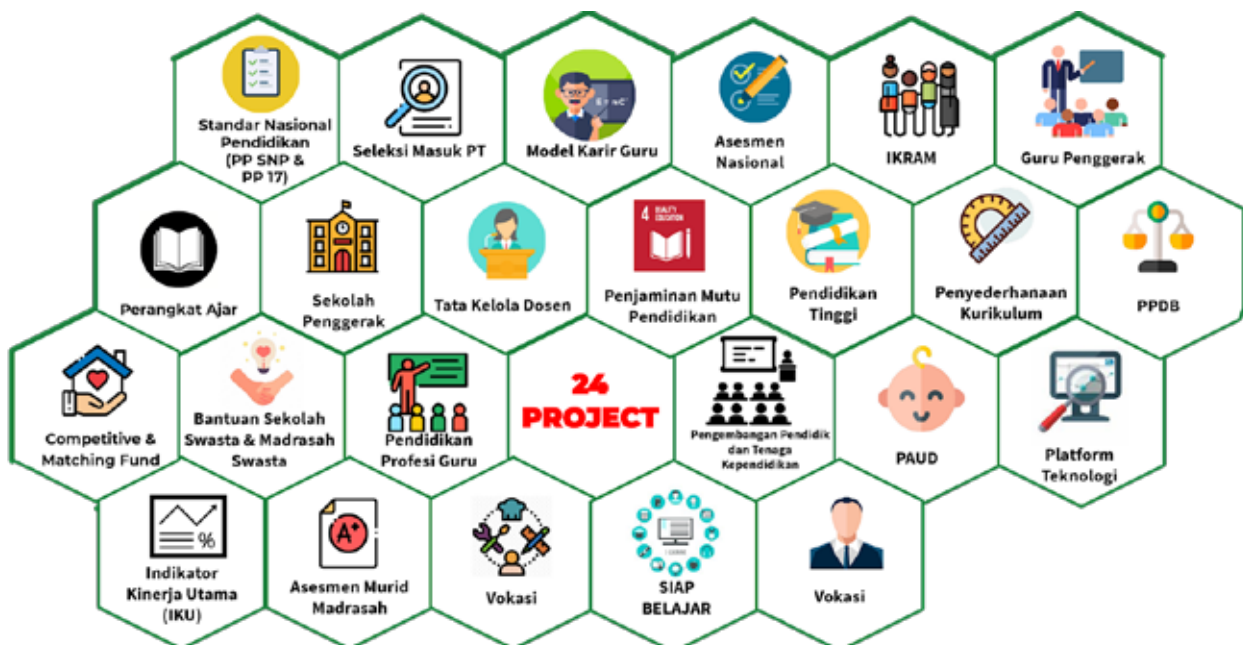 Standar Nasional
Pendidikan
(PP SNP &
PP 17)
Seleksi Masuk PT
Model Karir Guru
Asesmen
Nasional
IKRAM
Guru Penggerak
Perangkat Ajar
Sekolah
Penggerak
Tata Kelola Dosen
4
Penjaminan Mutu
Pendidikan
Pendidikan
Tinggi
Penyederhanaan
Kurikulum
PPDB
Competitive &
Matching Fund
Bantuan Sekolah
Swasta & Madrasah
Swasta
Pendidikan
Profesi Guru
24
PROJECT
Pengembangan Pendidik
dan Tenaga
Kependidikan
PAUD
Platform
Teknologi
%
Indikator
Kinerja Utama
(IKU)
A+
Asesmen Murid
Madrasah
Vokasi
SIAP
BELAJAR
Vokasi